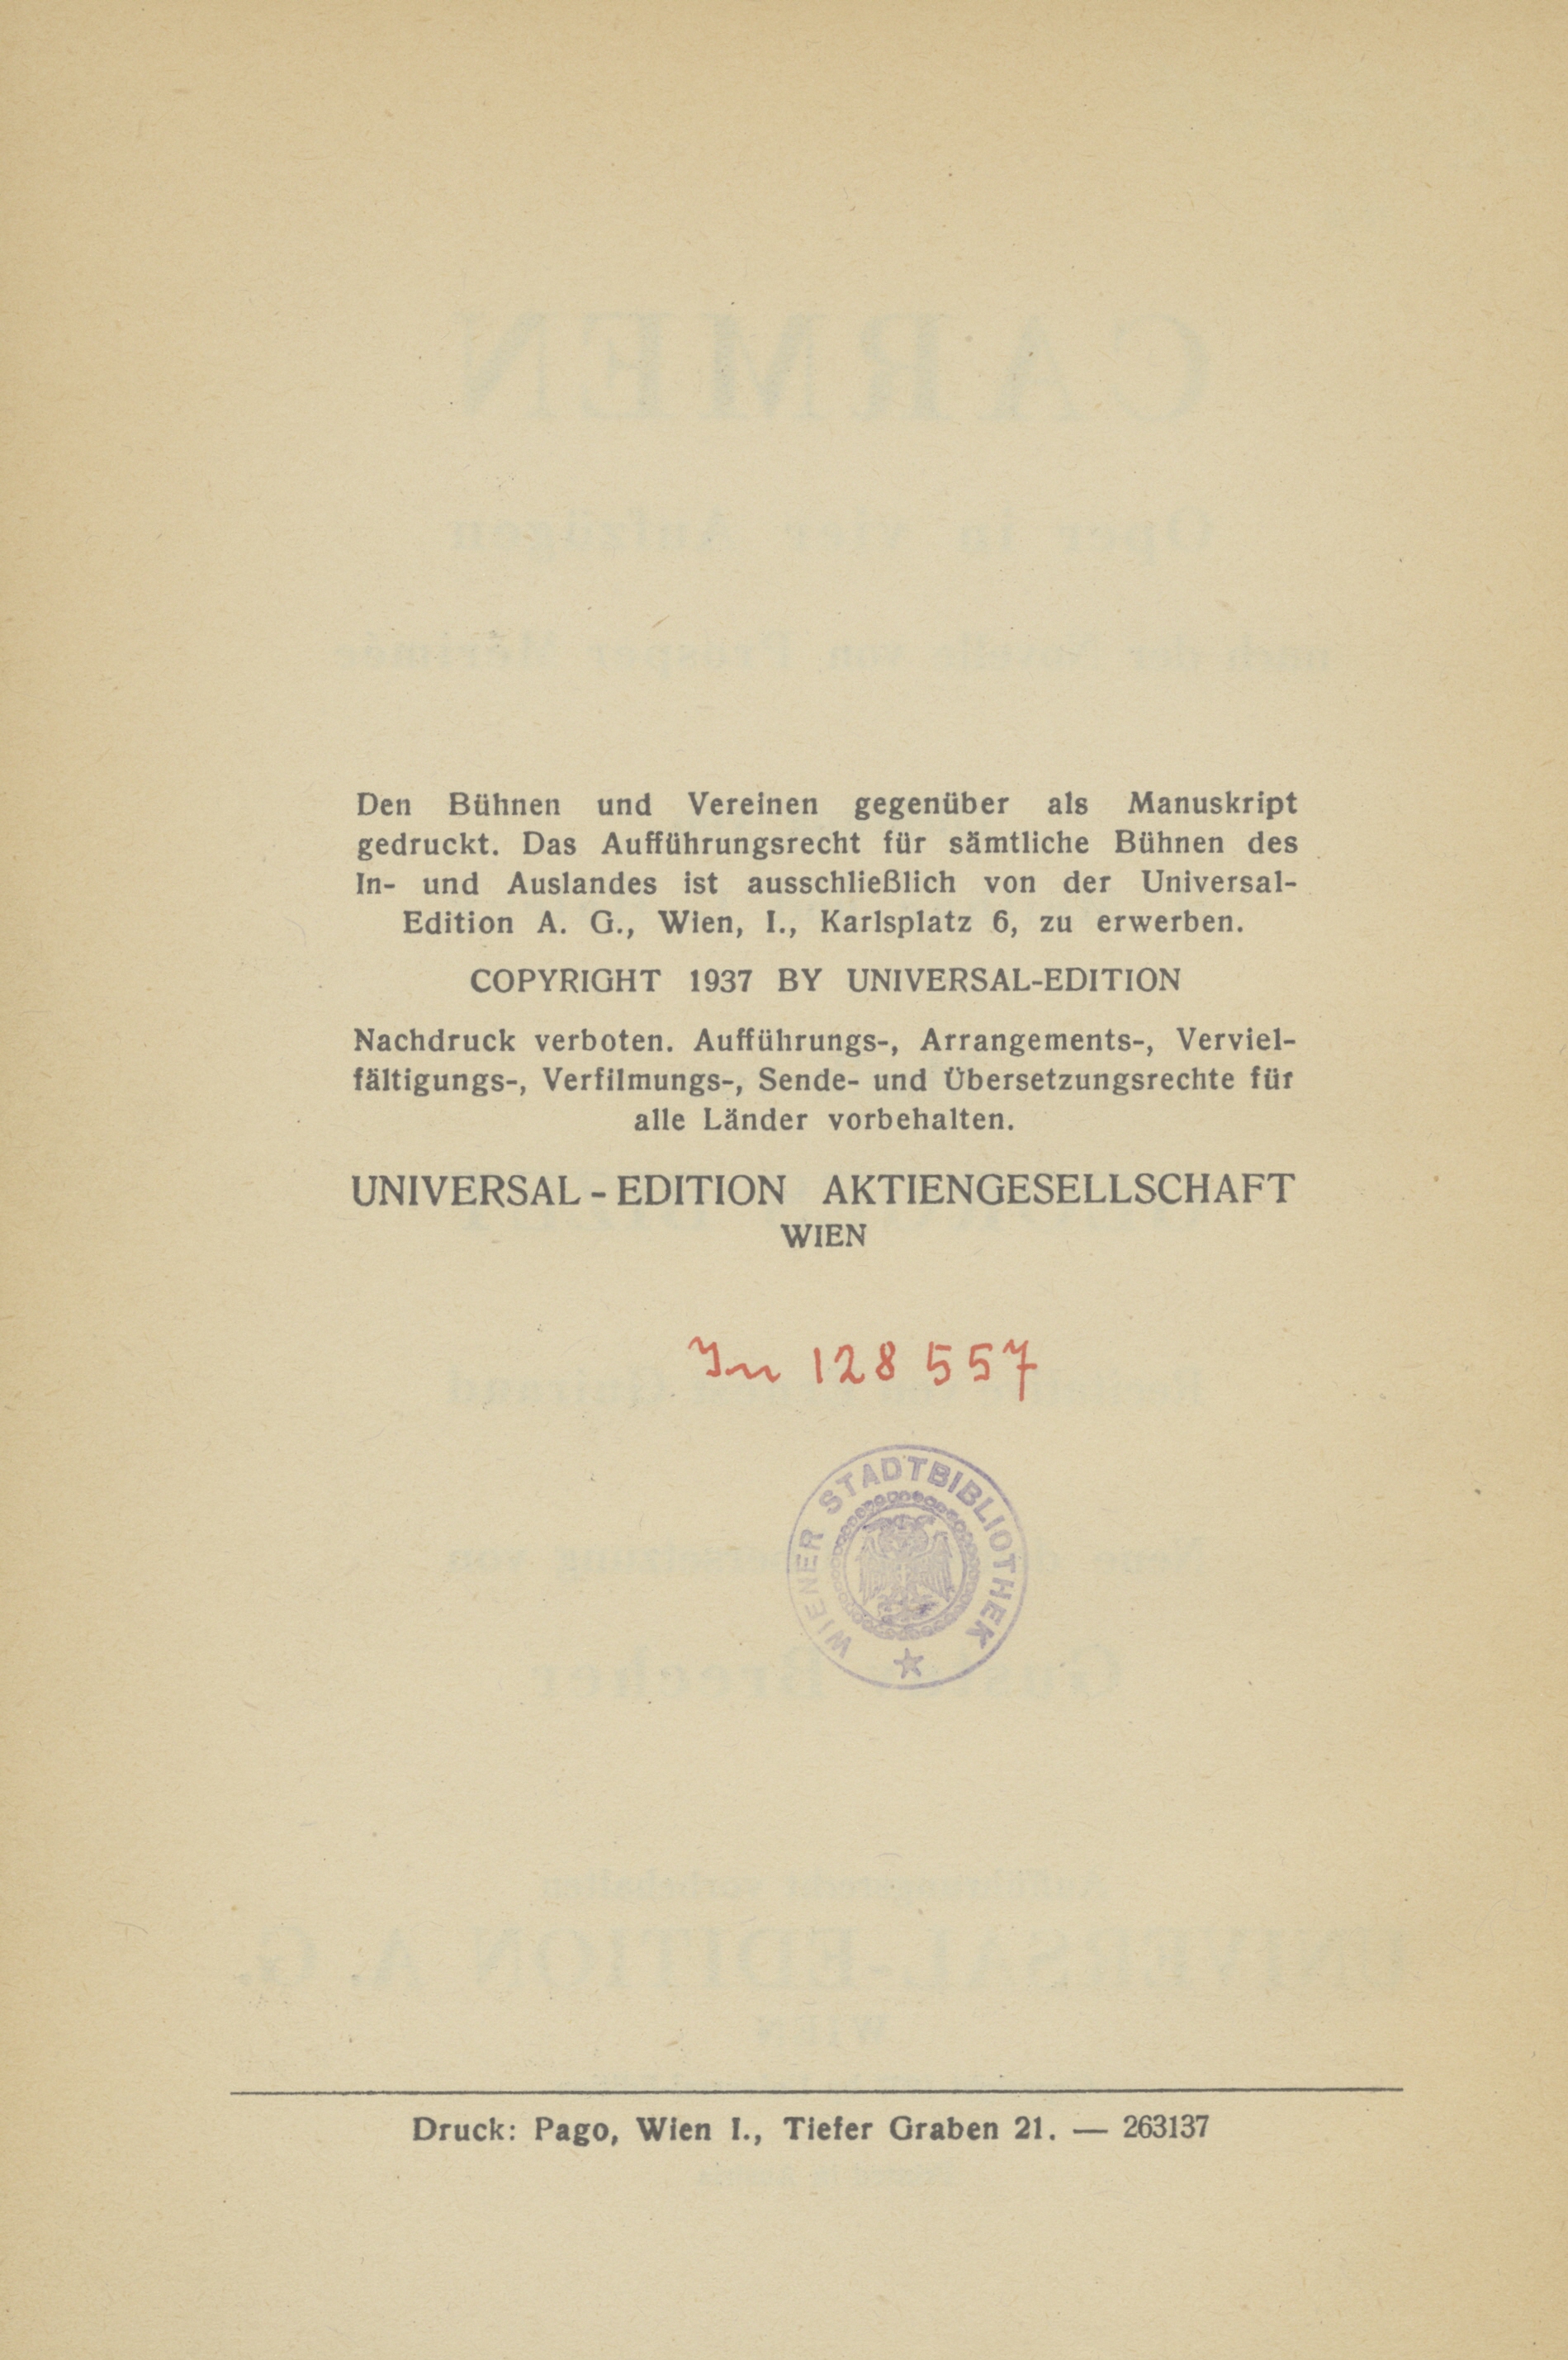 Den Bühnen und Vereinen gegenüber als Manuskript
gedruckt. Das Aufführungsrecht für sämtliche Bühnen des
In- und Auslandes ist ausschließlich von der Universal-
Edition A. G., Wien, I., Karlsplatz 6, zu erwerben.
COPYRIGHT 1937 BY UNIVERSAL-EDITION
Nachdruck verboten. Aufführungs-, Arrangements-, Verviel-
fältigungs-, Verfilmungs-, Sende- und Übersetzungsrechte für
alle Länder vorbehalten.
UNIVERSAL-EDITION AKTIENGESELLSCHAFT
WIEN
128 557
WIENER STADTBIBLIOTHEK
Druck: Pago, Wien I., Tiefer Graben 21. — 263137